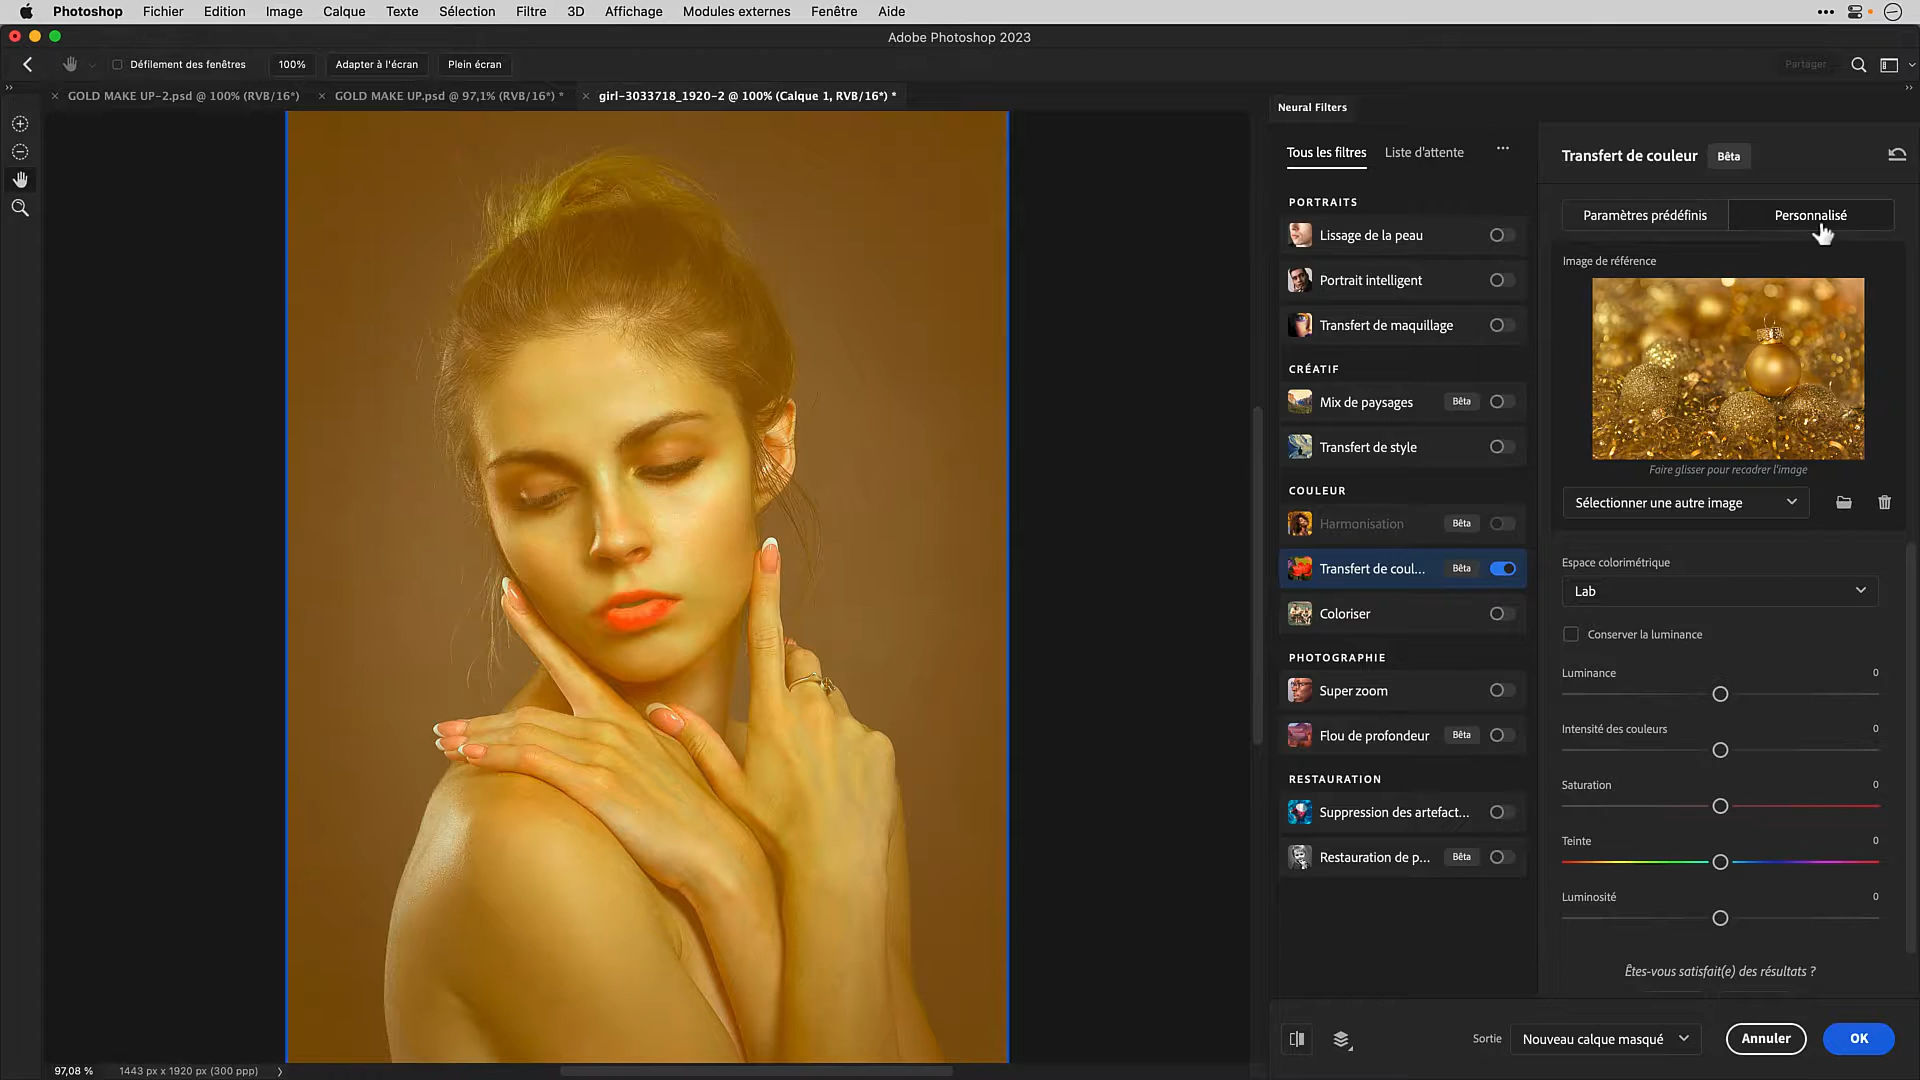 Photoshop Fichier Edition Image Calque Texte Sélection Filtre 3D Affichage Modules externes Fenêtre Aide
Adobe Photoshop 2023
Défilement des fenêtres 100% Adapter à l'écran Plein écran Partager
GOLD MAKE UP-2.psd @ 100% (RVB/16*) GOLD MAKE UP.psd @ 97,1% (RVB/16*) * girl-3033718_1920-2 @ 100% (Calque 1, RVB/16*) *
Neural Filters
Tous les filtres Liste d'attente
PORTRAITS
Lissage de la peau
Portrait intelligent
Transfert de maquillage
CRÉATIF
Mix de paysages Bêta
Transfert de style
COULEUR
Harmonisation Bêta
Transfert de coul... Bêta
Coloriser
PHOTOGRAPHIE
Super zoom
Flou de profondeur Bêta
RESTAURATION
Suppression des artefact...
Restauration de p... Bêta
Transfert de couleur Bêta
Paramètres prédéfinis Personnalisé
Image de référence
Faire glisser pour recadrer l'image
Sélectionner une autre image
Espace colorimétrique
Lab
Conserver la luminance
Luminance 0
Intensité des couleurs 0
Saturation 0
Teinte 0
Luminosité 0
Êtes-vous satisfait(e) des résultats ?
Sortie Nouveau calque masqué Annuler OK
97,08 % 1443 px x 1920 px (300 ppp)